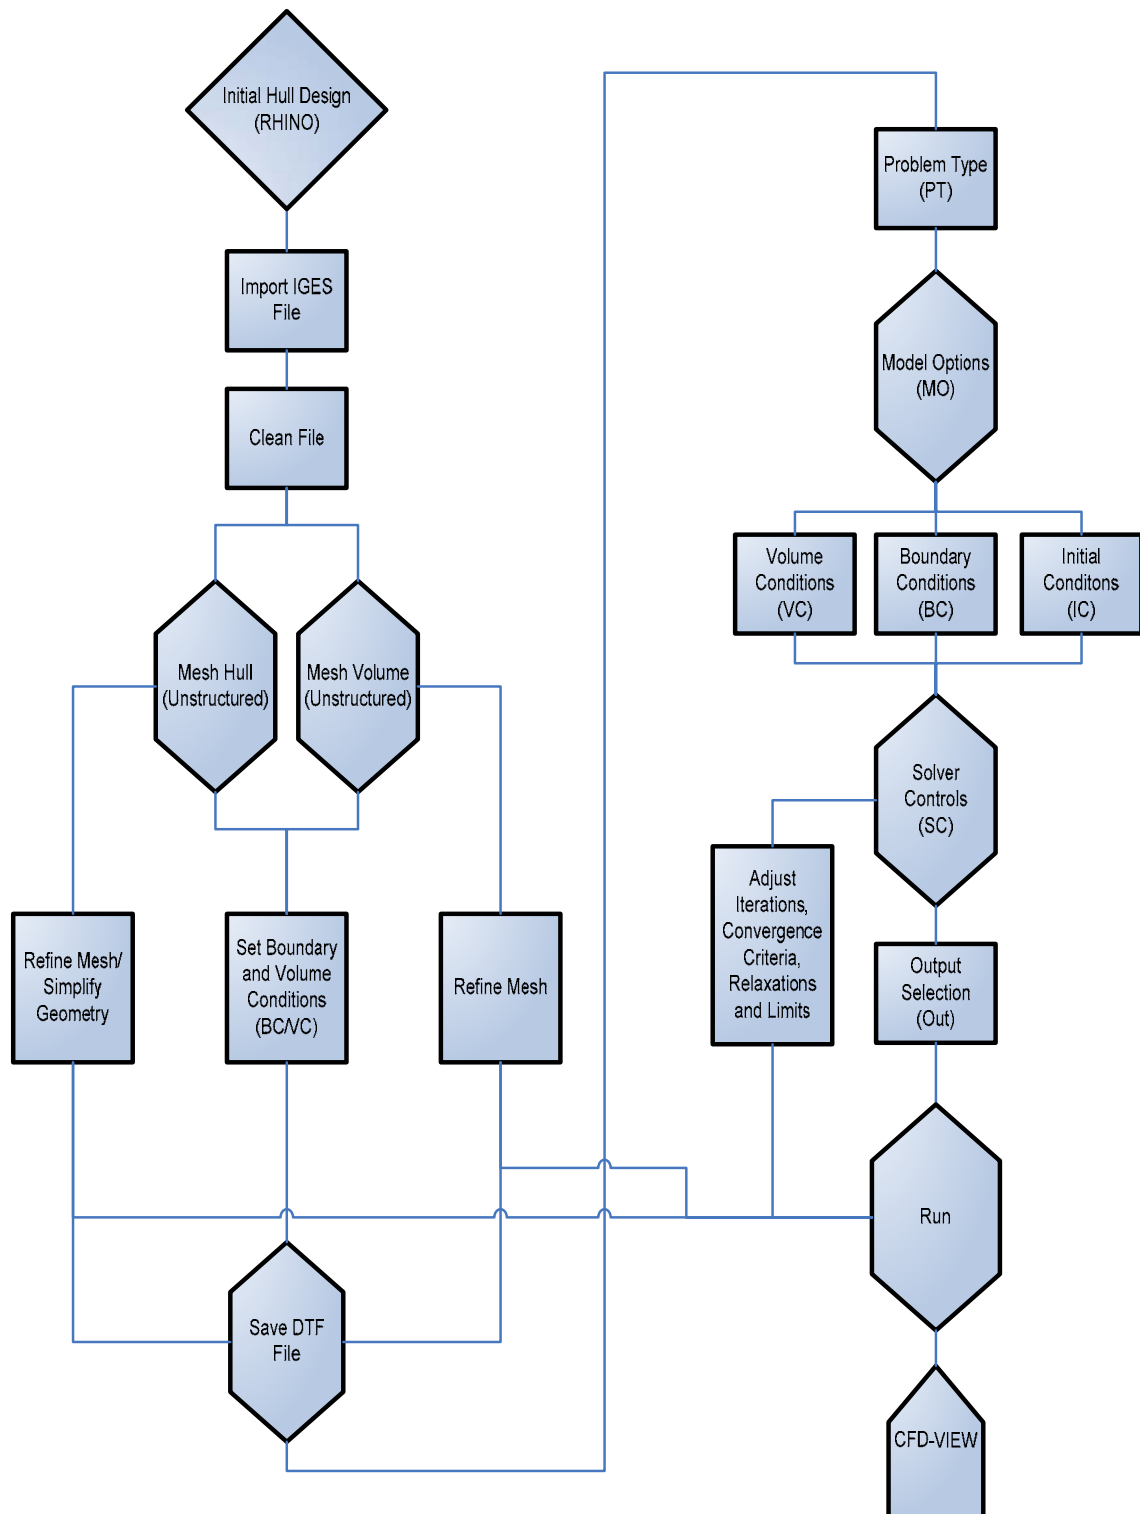 Initial Hull Design
(RHINO)
Import IGES
File
Clean File
Mesh Hull
(Unstructured)
Mesh Volume
(Unstructured)
Refine Mesh/
Simplify
Geometry
Set Boundary
and Volume
Conditions
(BC/VC)
Refine Mesh
Save DTF
File
Problem Type
(PT)
Model Options
(MO)
Volume
Conditions
(VC)
Boundary
Conditions
(BC)
Initial
Conditons
(IC)
Solver
Controls
(SC)
Adjust
Iterations,
Convergence
Criteria,
Relaxations
and Limits
Output
Selection
(Out)
Run
CFD-VIEW